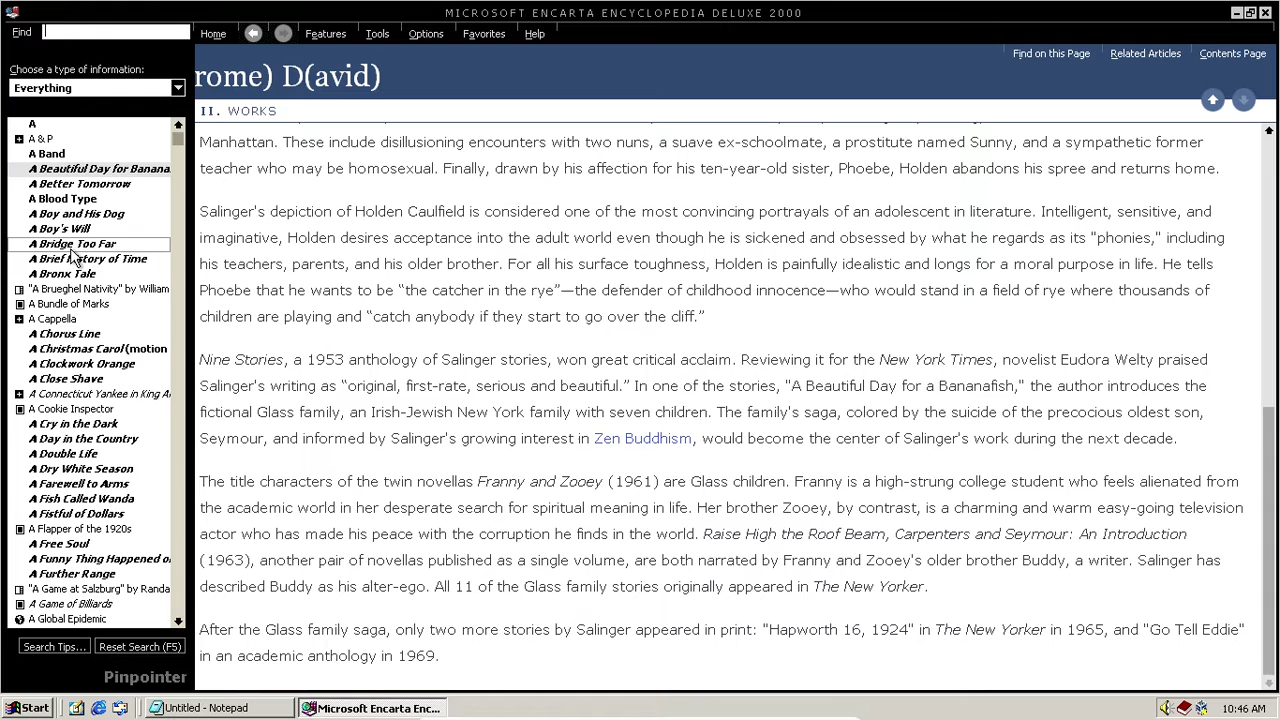 MICROSOFT ENCARTA ENCYCLOPEDIA DELUXE 2000
Find
Home
Features
Tools
Options
Favorites
Help
Find on this Page
Related Articles
Contents Page
Choose a type of information:
Everything
rome) D(avid)
II. WORKS
A
A & P
A Band
A Beautiful Day for Banana
A Better Tomorrow
A Blood Type
A Boy and His Dog
A Boy's Will
A Bridge Too Far
A Brief History of Time
A Bronx Tale
"A Brueghel Nativity" by William
A Bundle of Marks
A Cappella
A Chorus Line
A Christmas Carol (motion
A Clockwork Orange
A Close Shave
A Connecticut Yankee in King A
A Cookie Inspector
A Cry in the Dark
A Day in the Country
A Double Life
A Dry White Season
A Farewell to Arms
A Fish Called Wanda
A Fistful of Dollars
A Flapper of the 1920s
A Free Soul
A Funny Thing Happened o
A Further Range
"A Game at Salzburg" by Randa
A Game of Billiards
A Global Epidemic
Search Tips...
Reset Search (F5)
Pinpointer
Manhattan. These include disillusioning encounters with two nuns, a suave ex-schoolmate, a prostitute named Sunny, and a sympathetic former
teacher who may be homosexual. Finally, drawn by his affection for his ten-year-old sister, Phoebe, Holden abandons his spree and returns home.
Salinger's depiction of Holden Caulfield is considered one of the most convincing portrayals of an adolescent in literature. Intelligent, sensitive, and
imaginative, Holden desires acceptance into the adult world even though he is sickened and obsessed by what he regards as its "phonies," including
his teachers, parents, and his older brother. For all his surface toughness, Holden is painfully idealistic and longs for a moral purpose in life. He tells
Phoebe that he wants to be “the catcher in the rye”—the defender of childhood innocence—who would stand in a field of rye where thousands of
children are playing and “catch anybody if they start to go over the cliff.”
Nine Stories, a 1953 anthology of Salinger stories, won great critical acclaim. Reviewing it for the New York Times, novelist Eudora Welty praised
Salinger's writing as “original, first-rate, serious and beautiful.” In one of the stories, "A Beautiful Day for a Bananafish," the author introduces the
fictional Glass family, an Irish-Jewish New York family with seven children. The family's saga, colored by the suicide of the precocious oldest son,
Seymour, and informed by Salinger's growing interest in Zen Buddhism, would become the center of Salinger's work during the next decade.
The title characters of the twin novellas Franny and Zooey (1961) are Glass children. Franny is a high-strung college student who feels alienated from
the academic world in her desperate search for spiritual meaning in life. Her brother Zooey, by contrast, is a charming and warm easy-going television
actor who has made his peace with the corruption he finds in the world. Raise High the Roof Beam, Carpenters and Seymour: An Introduction
(1963), another pair of novellas published as a single volume, are both narrated by Franny and Zooey's older brother Buddy, a writer. Salinger has
described Buddy as his alter-ego. All 11 of the Glass family stories originally appeared in The New Yorker.
After the Glass family saga, only two more stories by Salinger appeared in print: "Hapworth 16, 1924" in The New Yorker in 1965, and "Go Tell Eddie"
in an academic anthology in 1969.
Start
Untitled - Notepad
Microsoft Encarta Enc...
10:46 AM